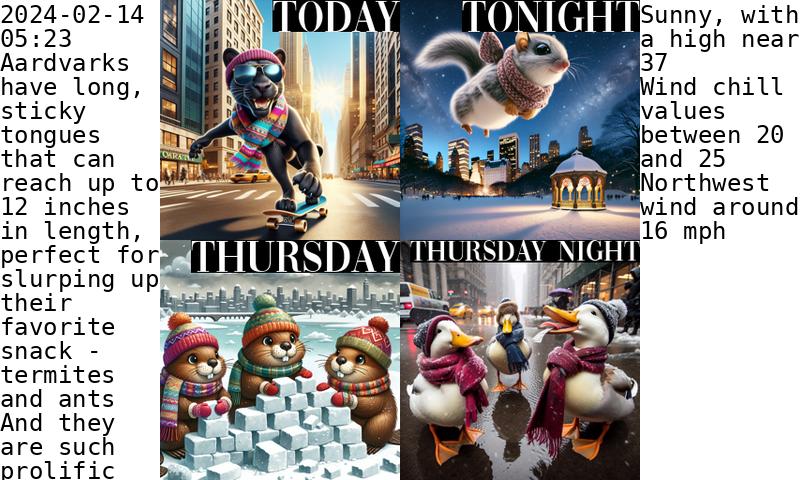 2024-02-14
05:23
Aardvarks
have long,
sticky
tongues
that can
reach up to
12 inches
in length,
perfect for
slurping up
their
favorite
snack -
termites
and ants
And they
are such
prolific
TODAY
TONIGHT
THURSDAY
THURSDAY NIGHT
Sunny, with
a high near
37
Wind chill
values
between 20
and 25
Northwest
wind around
16 mph